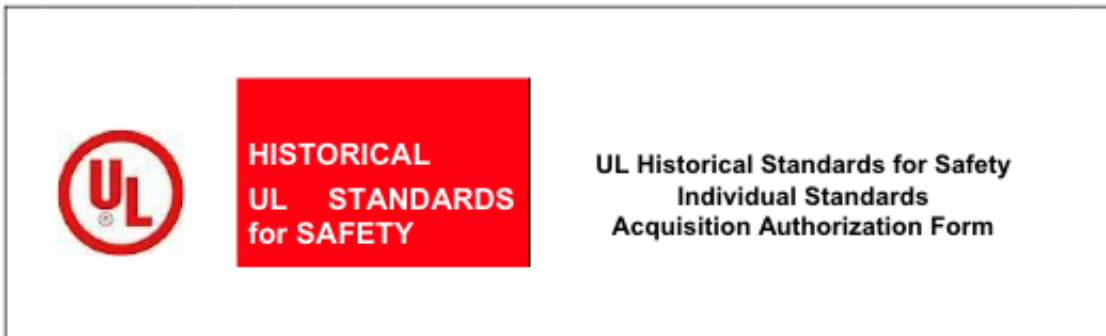 UL
®
HISTORICAL
UL STANDARDS
for SAFETY
UL Historical Standards for Safety
Individual Standards
Acquisition Authorization Form